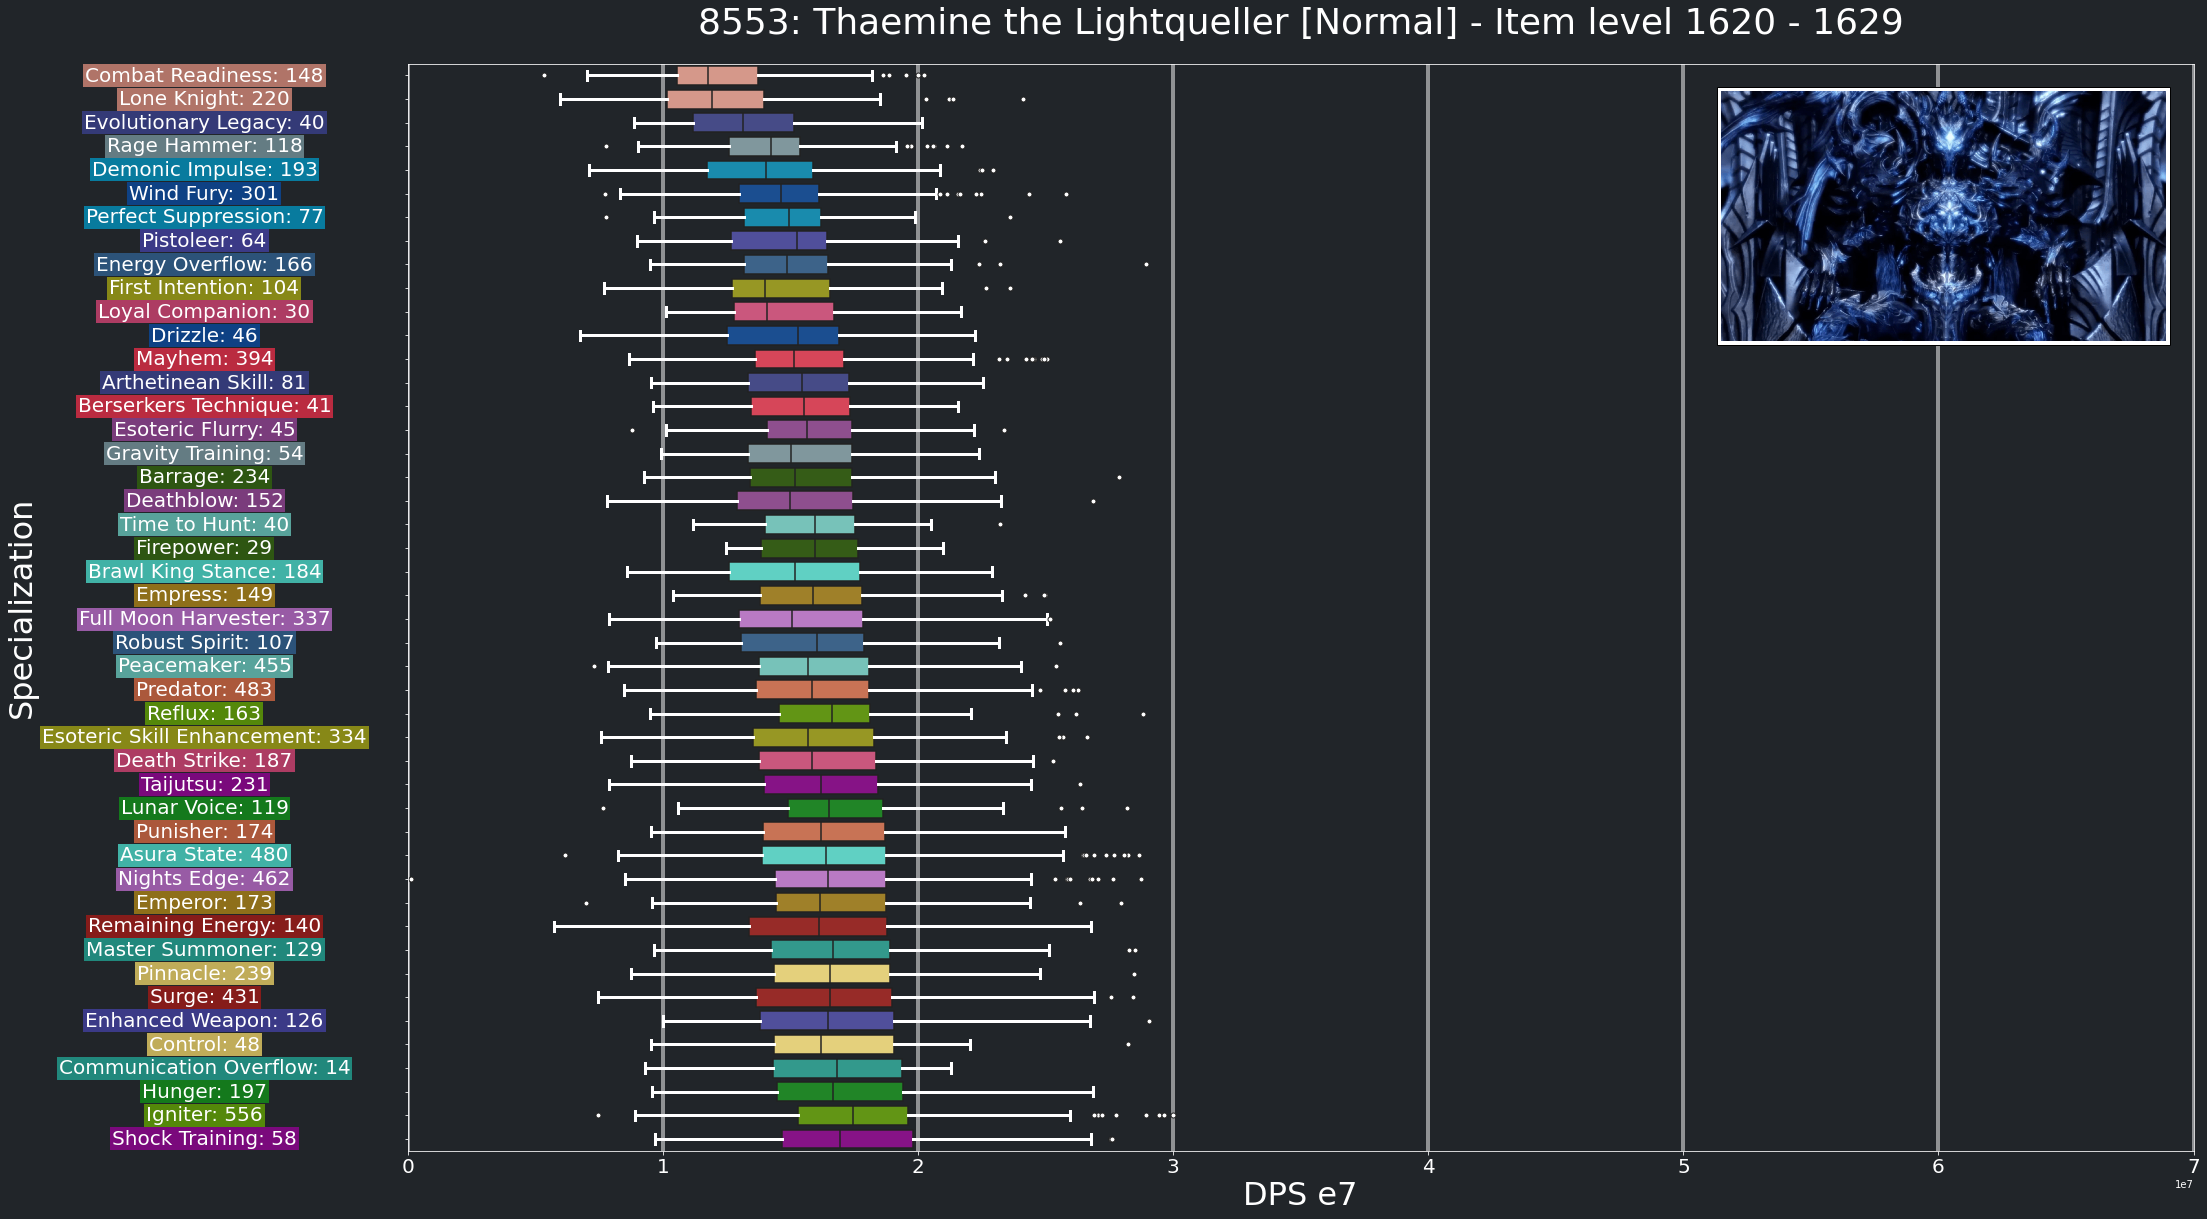 8553: Thaemine the Lightqueller [Normal] - Item level 1620 - 1629
Combat Readiness: 148
Lone Knight: 220
Evolutionary Legacy: 40
Rage Hammer: 118
Demonic Impulse: 193
Wind Fury: 301
Perfect Suppression: 77
Pistoleer: 64
Energy Overflow: 166
First Intention: 104
Loyal Companion: 30
Drizzle: 46
Mayhem: 394
Arthetinean Skill: 81
Berserkers Technique: 41
Esoteric Flurry: 45
Gravity Training: 54
Barrage: 234
Deathblow: 152
Time to Hunt: 40
Firepower: 29
Brawl King Stance: 184
Empress: 149
Full Moon Harvester: 337
Robust Spirit: 107
Peacemaker: 455
Predator: 483
Reflux: 163
Esoteric Skill Enhancement: 334
Death Strike: 187
Taijutsu: 231
Lunar Voice: 119
Punisher: 174
Asura State: 480
Nights Edge: 462
Emperor: 173
Remaining Energy: 140
Master Summoner: 129
Pinnacle: 239
Surge: 431
Enhanced Weapon: 126
Control: 48
Communication Overflow: 14
Hunger: 197
Igniter: 556
Shock Training: 58
Specialization
0 1 2 3 4 5 6 7
1e7
DPS e7